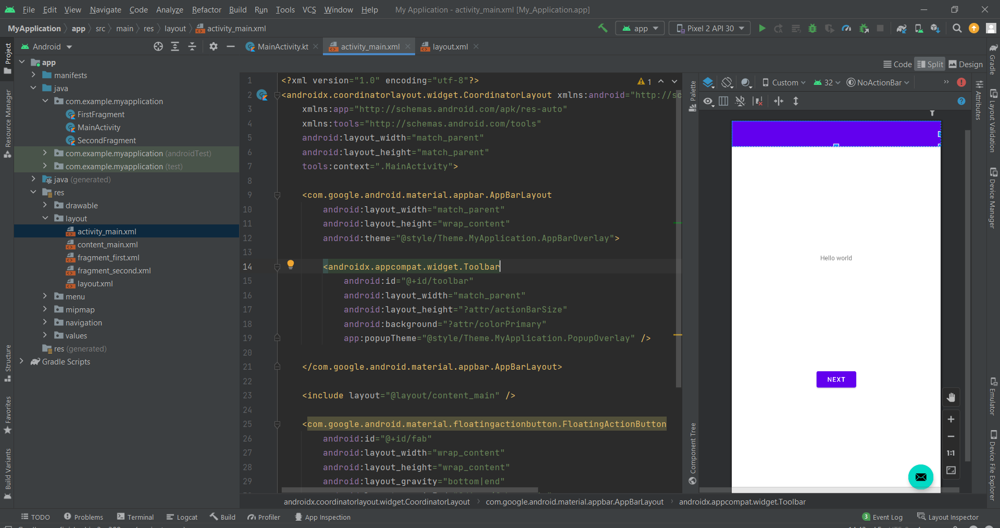 File Edit View Navigate Code Analyze Refactor Build Run Tools VCS Window Help My Application - activity_main.xml [My_Application.app]
MyApplication app src main res layout activity_main.xml
app Pixel 2 API 30
Android
MainActivity.kt activity_main.xml layout.xml
Code Split Design
Custom 32 NoActionBar
Project
Resource Manager
Structure
Favorites
Build Variants
app
manifests
java
com.example.myapplication
FirstFragment
MainActivity
SecondFragment
com.example.myapplication (androidTest)
com.example.myapplication (test)
java (generated)
res
drawable
layout
activity_main.xml
content_main.xml
fragment_first.xml
fragment_second.xml
layout.xml
menu
mipmap
navigation
values
res (generated)
Gradle Scripts
1 <?xml version="1.0" encoding="utf-8"?>
1
2 <androidx.coordinatorlayout.widget.CoordinatorLayout xmlns:android="http://sc
3 xmlns:app="http://schemas.android.com/apk/res-auto"
4 xmlns:tools="http://schemas.android.com/tools"
5 android:layout_width="match_parent"
6 android:layout_height="match_parent"
7 tools:context=".MainActivity">
8
9 <com.google.android.material.appbar.AppBarLayout
10 android:layout_width="match_parent"
11 android:layout_height="wrap_content"
12 android:theme="@style/Theme.MyApplication.AppBarOverlay">
13
14 <androidx.appcompat.widget.Toolbar
15 android:id="@+id/toolbar"
16 android:layout_width="match_parent"
17 android:layout_height="?attr/actionBarSize"
18 android:background="?attr/colorPrimary"
19 app:popupTheme="@style/Theme.MyApplication.PopupOverlay" />
20
21 </com.google.android.material.appbar.AppBarLayout>
22
23 <include layout="@layout/content_main" />
24
25 <com.google.android.material.floatingactionbutton.FloatingActionButton
26 android:id="@+id/fab"
27 android:layout_width="wrap_content"
28 android:layout_height="wrap_content"
29 android:layout_gravity="bottom|end"
Palette
Component Tree
Hello world
NEXT
1:1
Attributes
Gradle
Layout Validation
Device Manager
Emulator
Device File Explorer
androidx.coordinatorlayout.widget.CoordinatorLayout com.google.android.material.appbar.AppBarLayout androidx.appcompat.widget.Toolbar
TODO Problems Terminal Logcat Build Profiler App Inspection 3 Event Log Layout Inspector